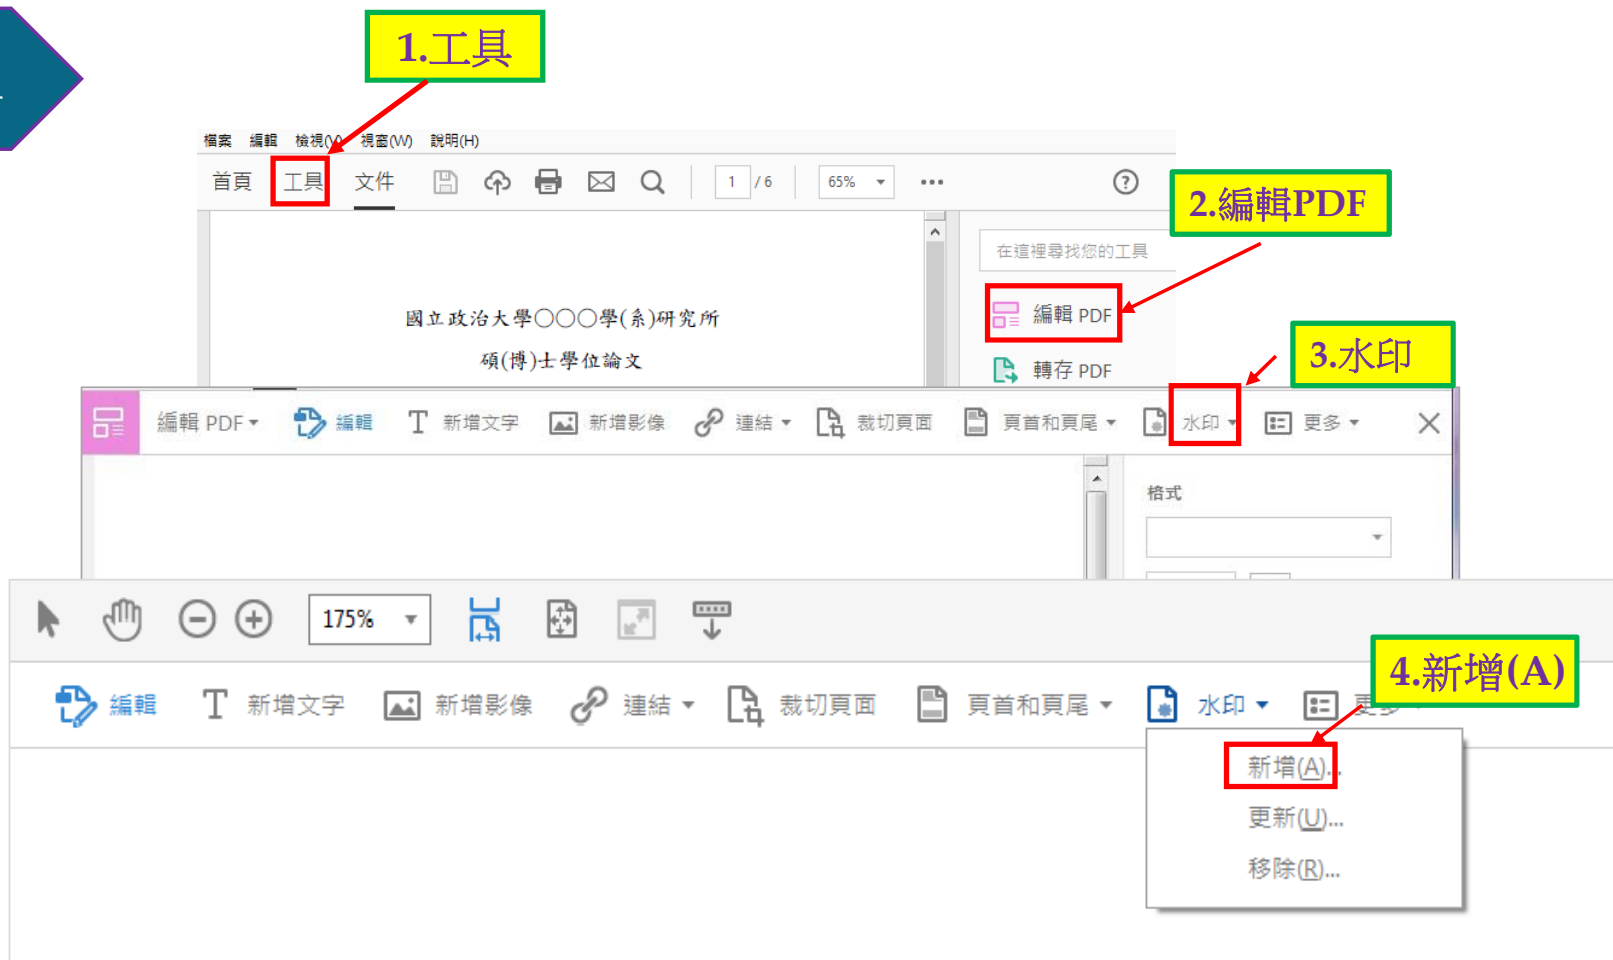 1.工具
檔案 編輯 檢視(V) 視窗(W) 說明(H)
首頁 工具 文件 1 / 6 65%
2.編輯PDF
在這裡尋找您的工具
國立政治大學○○○學(系)研究所
編輯 PDF
碩(博)士學位論文
3.水印
轉存 PDF
編輯 PDF 編輯 新增文字 新增影像 連結 裁切頁面 頁首和頁尾 水印 更多
格式
175%
4.新增(A)
編輯 新增文字 新增影像 連結 裁切頁面 頁首和頁尾 水印 更多
新增(A)...
更新(U)...
移除(R)...